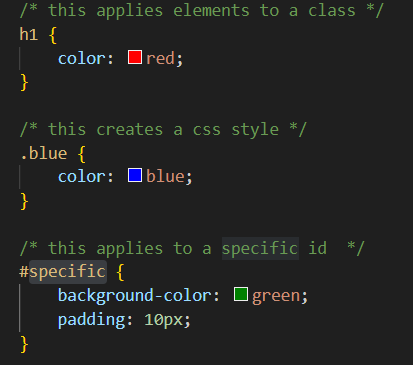 /* this applies elements to a class */
h1 {
    color: red;
}
/* this creates a css style */
.blue {
    color: blue;
}
/* this applies to a specific id  */
#specific {
    background-color: green;
    padding: 10px;
}